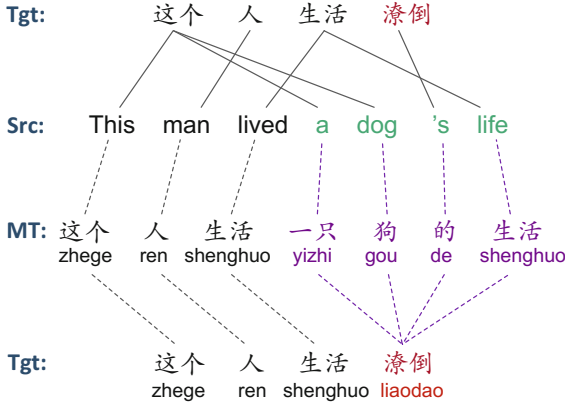 Tgt: 这个 人 生活 潦倒
Src: This man lived a dog 's life
MT: 这个 人 生活 一只 狗 的 生活
zhege ren shenghuo yizhi gou de shenghuo
Tgt: 这个 人 生活 潦倒
zhege ren shenghuo liaodao